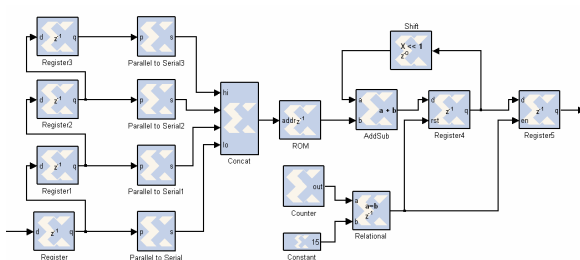 Shift
X << 1
z⁻⁰
d z⁻¹ q
Register3
p s
Parallel to Serial3
d z⁻¹ q
Register2
p s
Parallel to Serial2
d z⁻¹ q
Register1
p s
Parallel to Serial1
d z⁻¹ q
Register
p s
Parallel to Serial
hi
lo
Concat
addr z⁻¹
ROM
a
b
a + b
AddSub
d
rst
z⁻¹ q
Register4
d
en
z⁻¹ q
Register5
out
Counter
15
Constant
a
b
a=b
z⁻¹
Relational